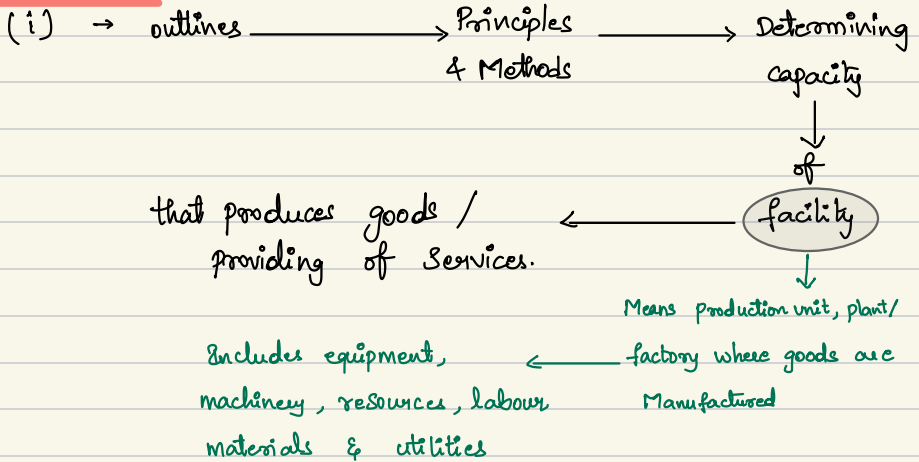 (i) → outlines → Principles → Determining
& Methods capacity
of
that produces goods / ← facility
providing of Services.
Means production unit, plant/
Includes equipment, ← factory where goods are
machinery, resources, labour Manufactured
materials & utilities